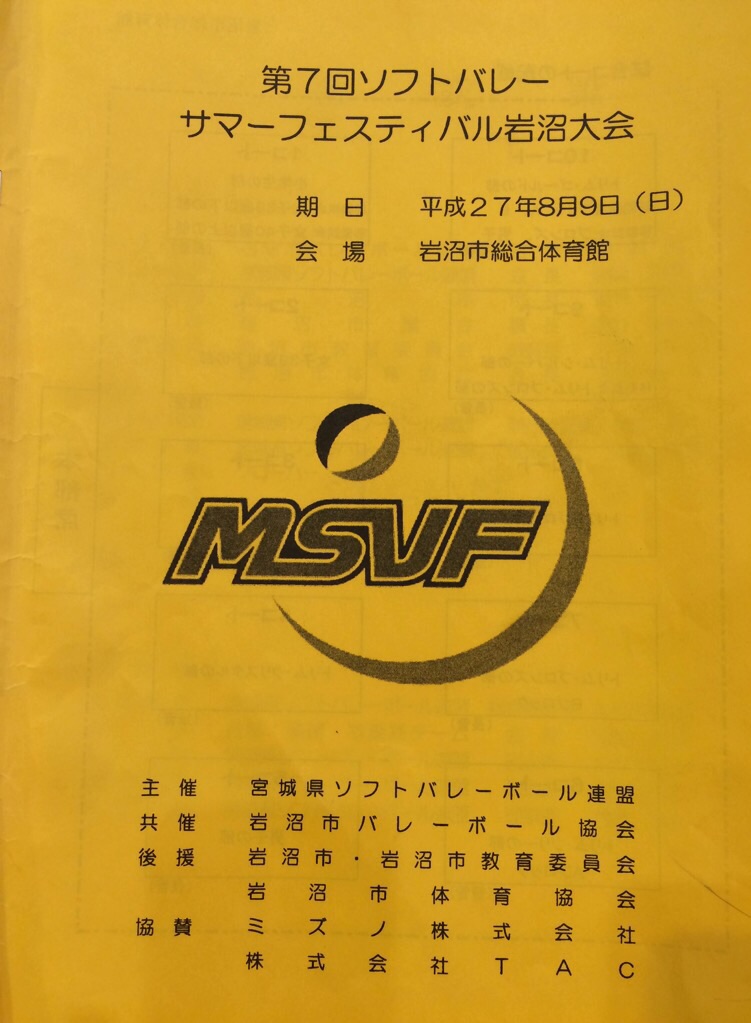 第7回ソフトバレー
サマーフェスティバル岩沼大会
期 日 平成27年8月9日(日)
会 場 岩沼市総合体育館
MSVF
主 催 宮城県ソフトバレーボール連盟
共 催 岩沼市バレーボール協会
後 援 岩沼市・岩沼市教育委員会
岩沼市体育協会
協 賛 ミズノ株式会社
株式会社TAC